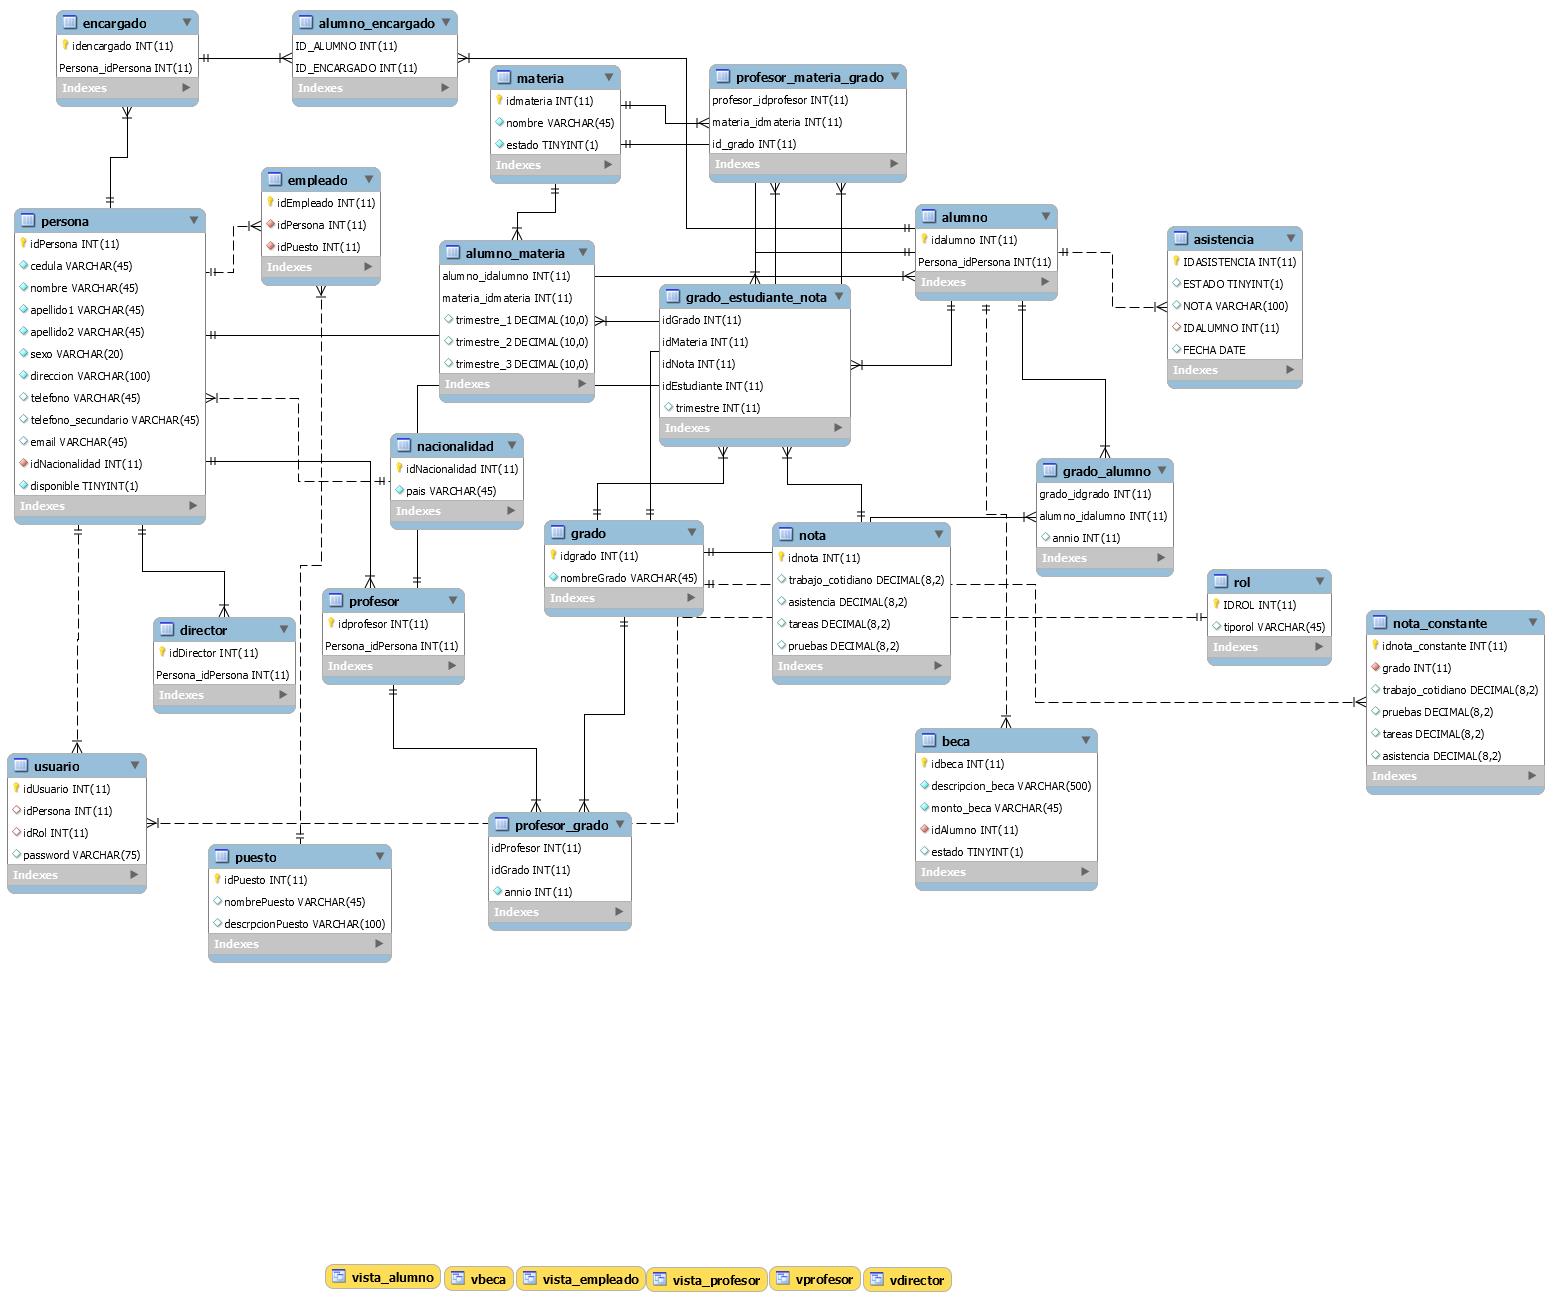 encargado
idencargado INT(11)
Persona_idPersona INT(11)
Indexes
alumno_encargado
ID_ALUMNO INT(11)
ID_ENCARGADO INT(11)
Indexes
materia
idmateria INT(11)
nombre VARCHAR(45)
estado TINYINT(1)
Indexes
profesor_materia_grado
profesor_idprofesor INT(11)
materia_idmateria INT(11)
id_grado INT(11)
Indexes
empleado
idEmpleado INT(11)
idPersona INT(11)
idPuesto INT(11)
Indexes
persona
idPersona INT(11)
cedula VARCHAR(45)
nombre VARCHAR(45)
apellido1 VARCHAR(45)
apellido2 VARCHAR(45)
sexo VARCHAR(20)
direccion VARCHAR(100)
telefono VARCHAR(45)
telefono_secundario VARCHAR(45)
email VARCHAR(45)
idNacionalidad INT(11)
disponible TINYINT(1)
Indexes
alumno_materia
alumno_idalumno INT(11)
materia_idmateria INT(11)
trimestre_1 DECIMAL(10,0)
trimestre_2 DECIMAL(10,0)
trimestre_3 DECIMAL(10,0)
Indexes
alumno
idalumno INT(11)
Persona_idPersona INT(11)
Indexes
asistencia
IDASISTENCIA INT(11)
ESTADO TINYINT(1)
NOTA VARCHAR(100)
IDALUMNO INT(11)
FECHA DATE
Indexes
grado_estudiante_nota
idGrado INT(11)
idMateria INT(11)
idNota INT(11)
idEstudiante INT(11)
trimestre INT(11)
Indexes
nacionalidad
idNacionalidad INT(11)
pais VARCHAR(45)
Indexes
grado_alumno
grado_idgrado INT(11)
alumno_idalumno INT(11)
annio INT(11)
Indexes
grado
idgrado INT(11)
nombreGrado VARCHAR(45)
Indexes
nota
idnota INT(11)
trabajo_cotidiano DECIMAL(8,2)
asistencia DECIMAL(8,2)
tareas DECIMAL(8,2)
pruebas DECIMAL(8,2)
Indexes
rol
IDROL INT(11)
tiporol VARCHAR(45)
Indexes
profesor
idprofesor INT(11)
Persona_idPersona INT(11)
Indexes
director
idDirector INT(11)
Persona_idPersona INT(11)
Indexes
nota_constante
idnota_constante INT(11)
grado INT(11)
trabajo_cotidiano DECIMAL(8,2)
pruebas DECIMAL(8,2)
tareas DECIMAL(8,2)
asistencia DECIMAL(8,2)
Indexes
beca
idbeca INT(11)
descripcion_beca VARCHAR(500)
monto_beca VARCHAR(45)
idAlumno INT(11)
estado TINYINT(1)
Indexes
usuario
idUsuario INT(11)
idPersona INT(11)
idRol INT(11)
password VARCHAR(75)
Indexes
profesor_grado
idProfesor INT(11)
idGrado INT(11)
annio INT(11)
Indexes
puesto
idPuesto INT(11)
nombrePuesto VARCHAR(45)
descrpcionPuesto VARCHAR(100)
Indexes
vista_alumno
vbeca
vista_empleado
vista_profesor
vprofesor
vdirector